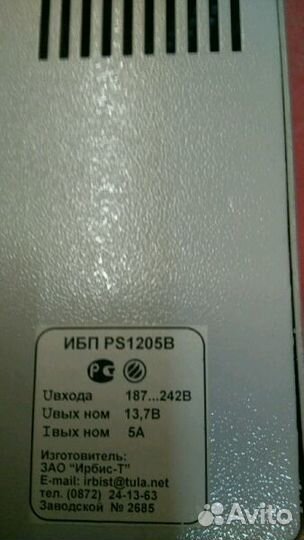 ИБП PS1205B
РС
Uвхода 187...242В
Uвых ном 13,7В
Iвых ном 5А
Изготовитель:
ЗАО "Ирбис-Т"
E-mail: irbist@tula.net
тел. (0872) 24-13-63
Заводской № 2685
Avito